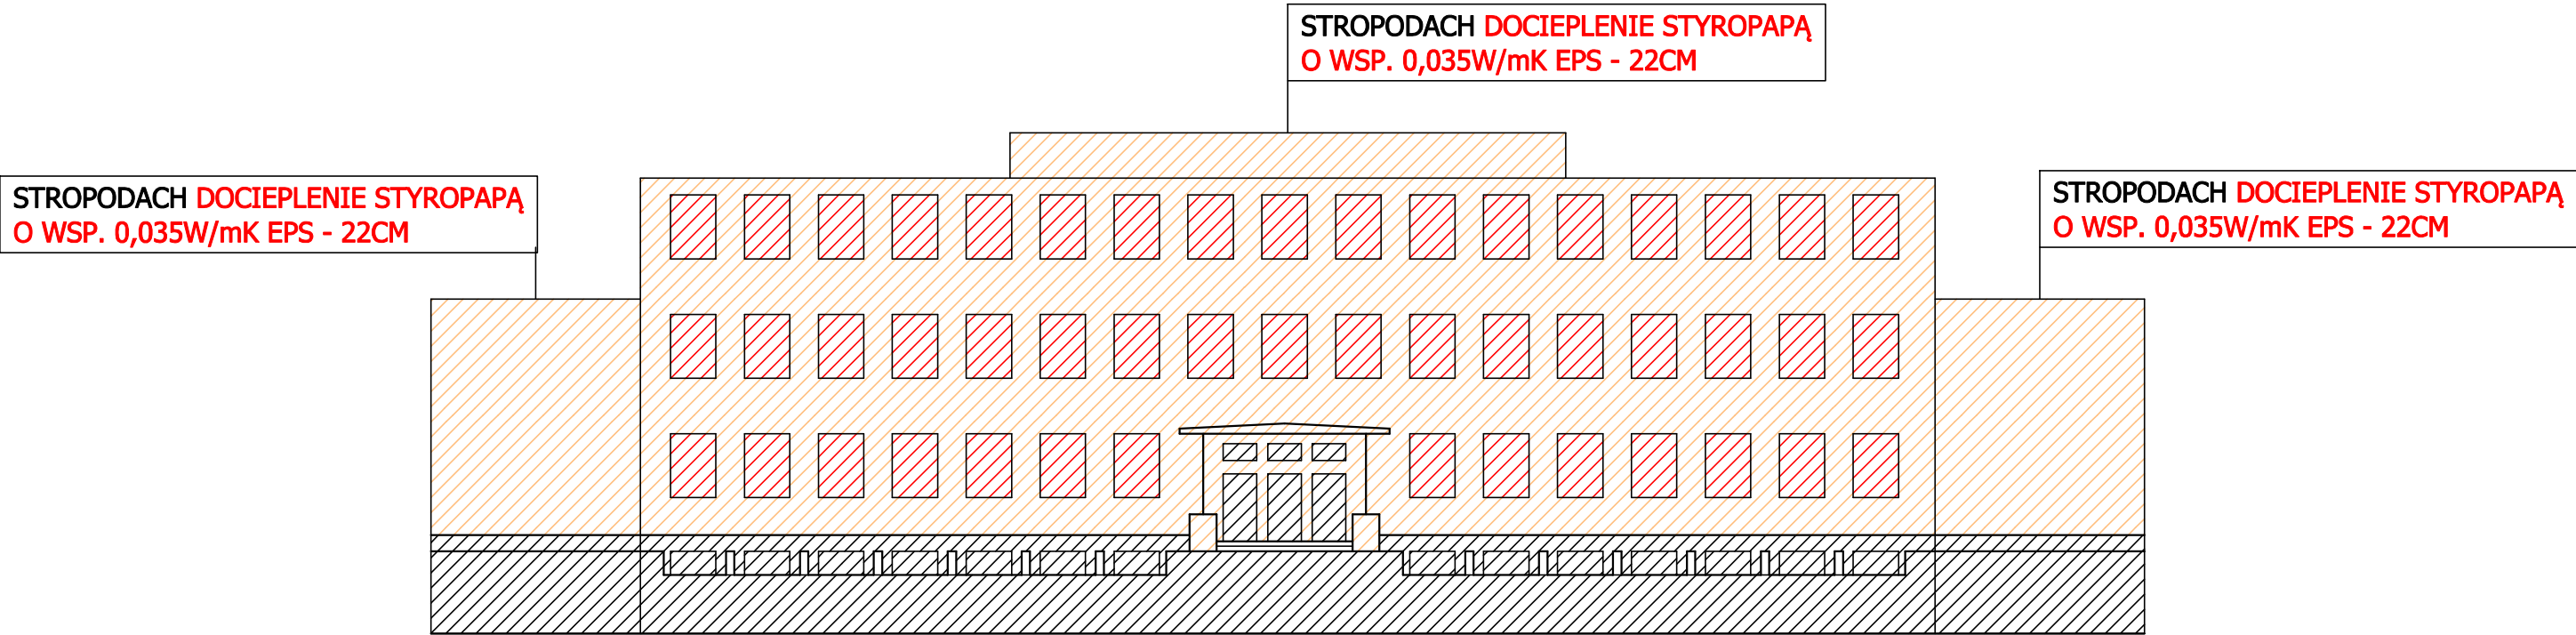 STROPODACH DOCIEPLENIE STYROPAPĄ
O WSP. 0,035W/mK EPS - 22CM
STROPODACH DOCIEPLENIE STYROPAPĄ
O WSP. 0,035W/mK EPS - 22CM
STROPODACH DOCIEPLENIE STYROPAPĄ
O WSP. 0,035W/mK EPS - 22CM